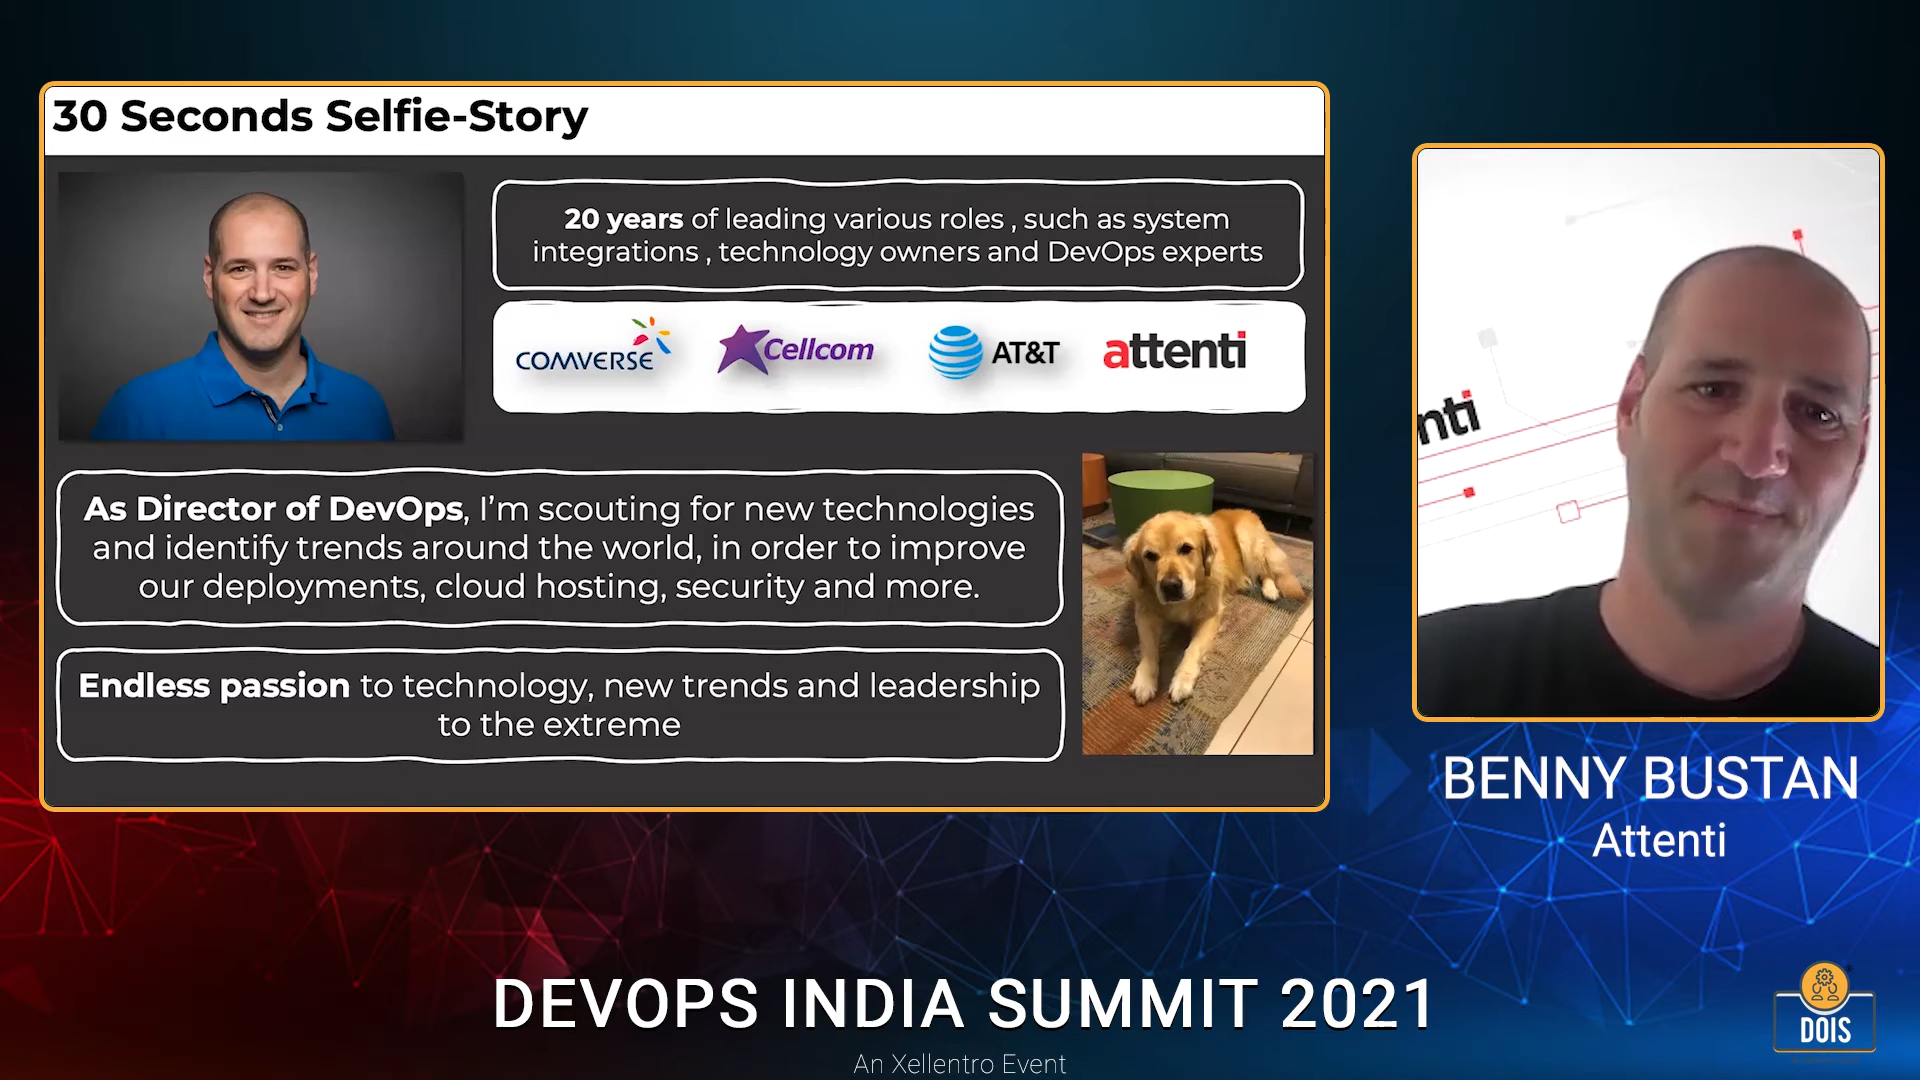 30 Seconds Selfie-Story
20 years of leading various roles , such as system
integrations , technology owners and DevOps experts
COMVERSE
Cellcom
AT&T
attenti
As Director of DevOps, I'm scouting for new technologies
and identify trends around the world, in order to improve
our deployments, cloud hosting, security and more.
Endless passion to technology, new trends and leadership
to the extreme
nti
BENNY BUSTAN
Attenti
DEVOPS INDIA SUMMIT 2021
An Xellentro Event
DOIS